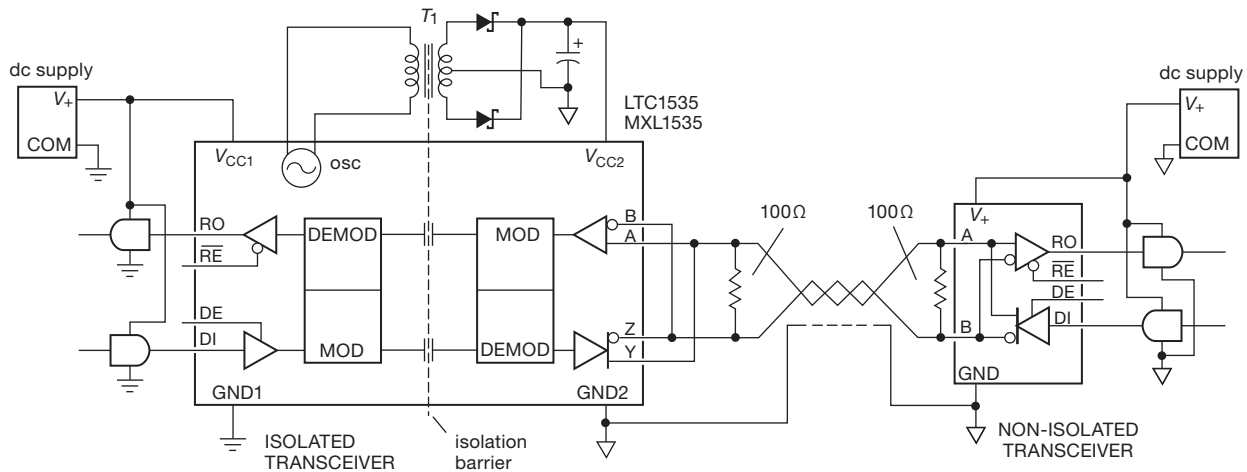 T1
dc supply
V+
COM
+
LTC1535
MXL1535
dc supply
V+
COM
VCC1
osc
VCC2
RO
RE
DE
DI
DEMOD
MOD
MOD
DEMOD
B
A
Z
Y
100Ω
100Ω
V+
A
B
RO
RE
DE
DI
GND
GND1
GND2
ISOLATED
TRANSCEIVER
isolation
barrier
NON-ISOLATED
TRANSCEIVER